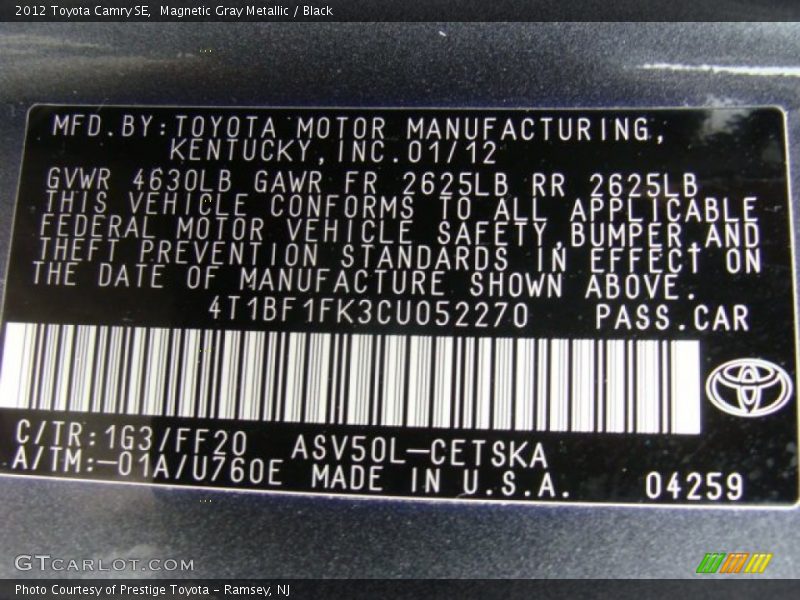 2012 Toyota Camry SE, Magnetic Gray Metallic / Black
MFD.BY:TOYOTA MOTOR MANUFACTURING,
KENTUCKY,INC.01/12
GVWR 4630LB GAWR FR 2625LB RR 2625LB
THIS VEHICLE CONFORMS TO ALL APPLICABLE
FEDERAL MOTOR VEHICLE SAFETY,BUMPER,AND
THEFT PREVENTION STANDARDS IN EFFECT ON
THE DATE OF MANUFACTURE SHOWN ABOVE.
4T1BF1FK3CU052270 PASS.CAR
C/TR:1G3/FF20 ASV50L-CETSKA
A/TM:-01A/U760E MADE IN U.S.A. 04259
GTCARLOT.COM
Photo Courtesy of Prestige Toyota - Ramsey, NJ